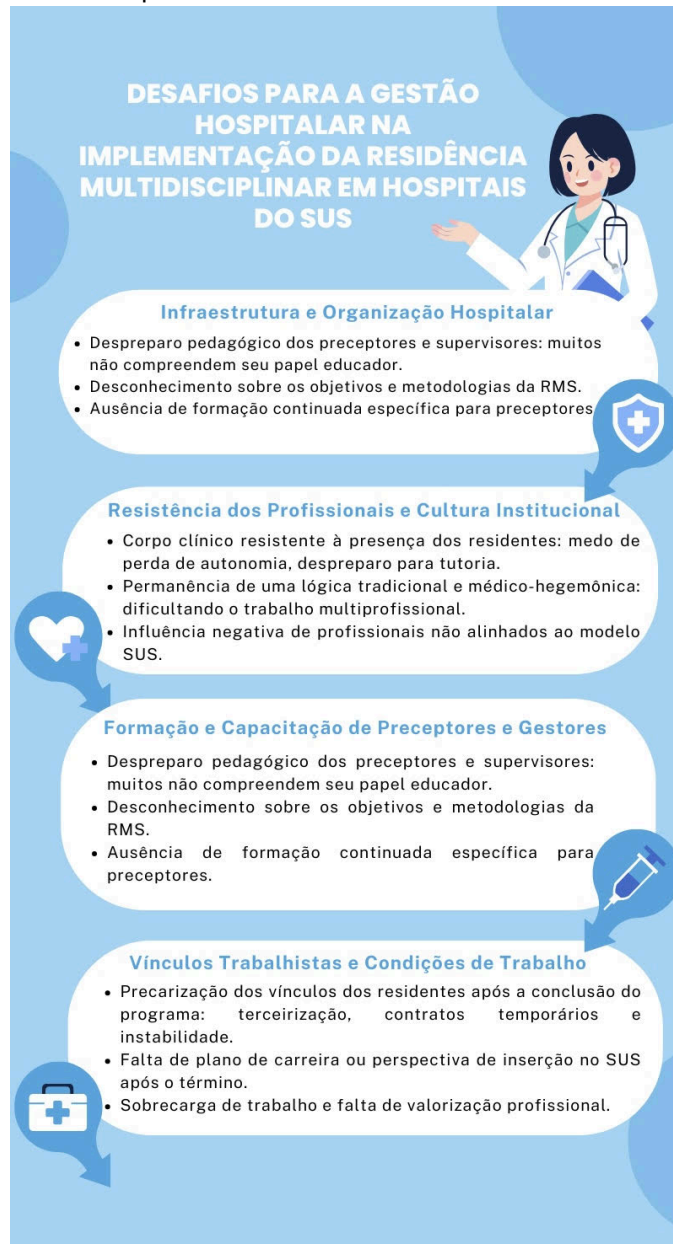 DESAFIOS PARA A GESTÃO
HOSPITALAR NA
IMPLEMENTAÇÃO DA RESIDÊNCIA
MULTIDISCIPLINAR EM HOSPITAIS
DO SUS
Infraestrutura e Organização Hospitalar
• Despreparo pedagógico dos preceptores e supervisores: muitos
não compreendem seu papel educador.
• Desconhecimento sobre os objetivos e metodologias da RMS.
• Ausência de formação continuada específica para preceptores
Resistência dos Profissionais e Cultura Institucional
• Corpo clínico resistente à presença dos residentes: medo de
perda de autonomia, despreparo para tutoria.
• Permanência de uma lógica tradicional e médico-hegemônica:
dificultando o trabalho multiprofissional.
• Influência negativa de profissionais não alinhados ao modelo
SUS.
Formação e Capacitação de Preceptores e Gestores
• Despreparo pedagógico dos preceptores e supervisores:
muitos não compreendem seu papel educador.
• Desconhecimento sobre os objetivos e metodologias da
RMS.
• Ausência de formação continuada específica para
preceptores.
Vínculos Trabalhistas e Condições de Trabalho
• Precarização dos vínculos dos residentes após a conclusão do
programa: terceirização, contratos temporários e
instabilidade.
• Falta de plano de carreira ou perspectiva de inserção no SUS
após o término.
• Sobrecarga de trabalho e falta de valorização profissional.